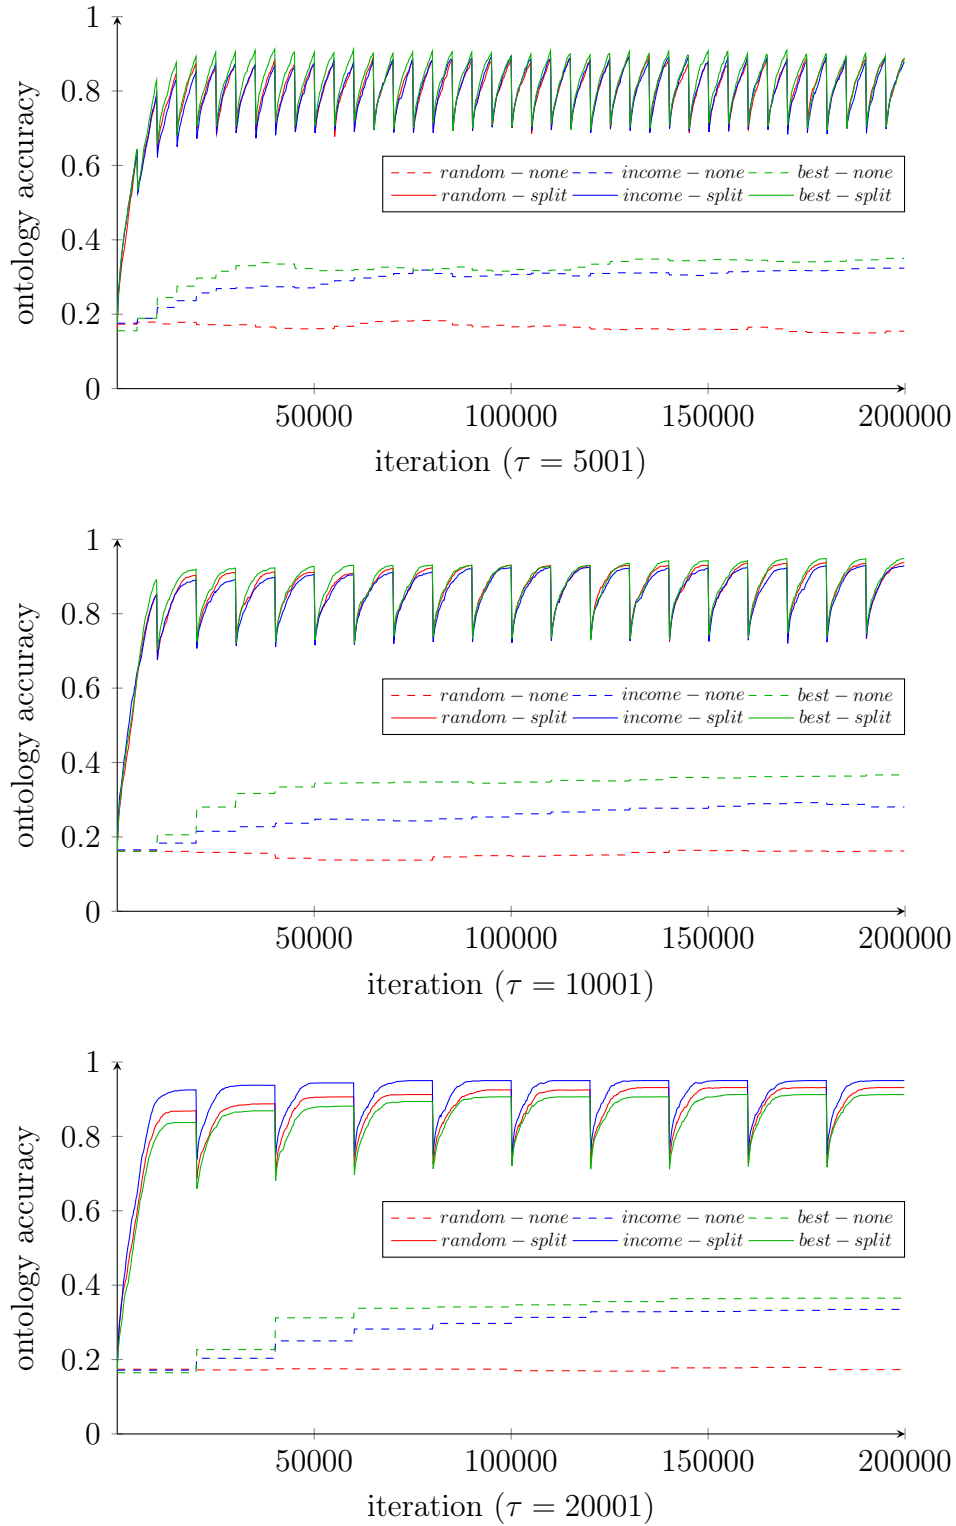 1
0.8
0.6
0.4
0.2
0
ontology accuracy
random − none income − none best − none
random − split income − split best − split
50000 100000 150000 200000
iteration (τ = 5001)
1
0.8
0.6
0.4
0.2
0
ontology accuracy
random − none income − none best − none
random − split income − split best − split
50000 100000 150000 200000
iteration (τ = 10001)
1
0.8
0.6
0.4
0.2
0
ontology accuracy
random − none income − none best − none
random − split income − split best − split
50000 100000 150000 200000
iteration (τ = 20001)